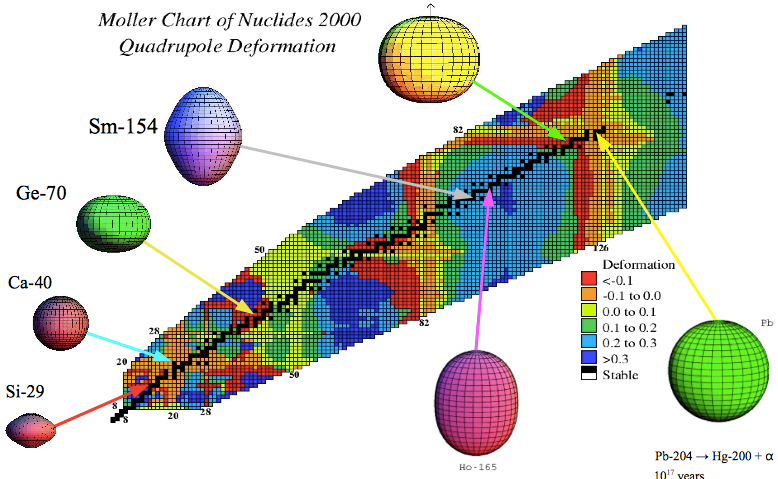 Moller Chart of Nuclides 2000
Quadrupole Deformation
Sm-154
Ge-70
Ca-40
Si-29
82
50
28
20
8
8
20
28
50
82
126
Deformation
<-0.1
-0.1 to 0.0
0.0 to 0.1
0.1 to 0.2
0.2 to 0.3
>0.3
Stable
Pb
Ho-165
Pb-204 → Hg-200 + α
10¹⁷ years